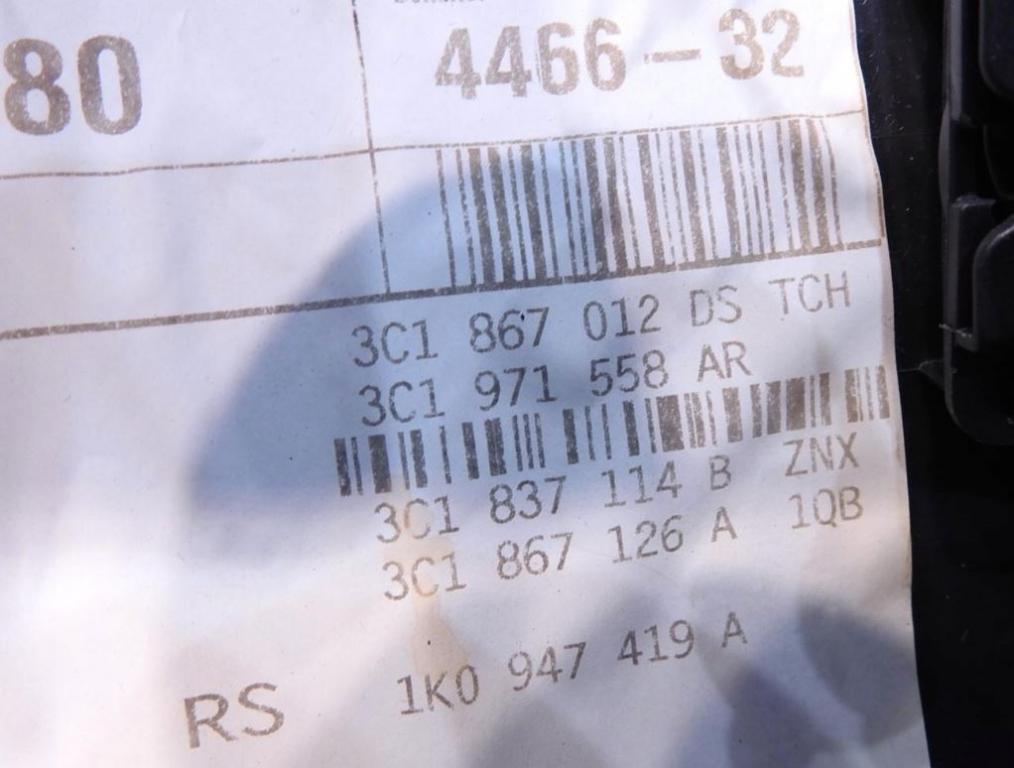 80
4466-32
3C1 867 012 DS TCH
3C1 971 558 AR
3C1 837 114 B ZNX
3C1 867 126 A 1QB
RS 1K0 947 419 A